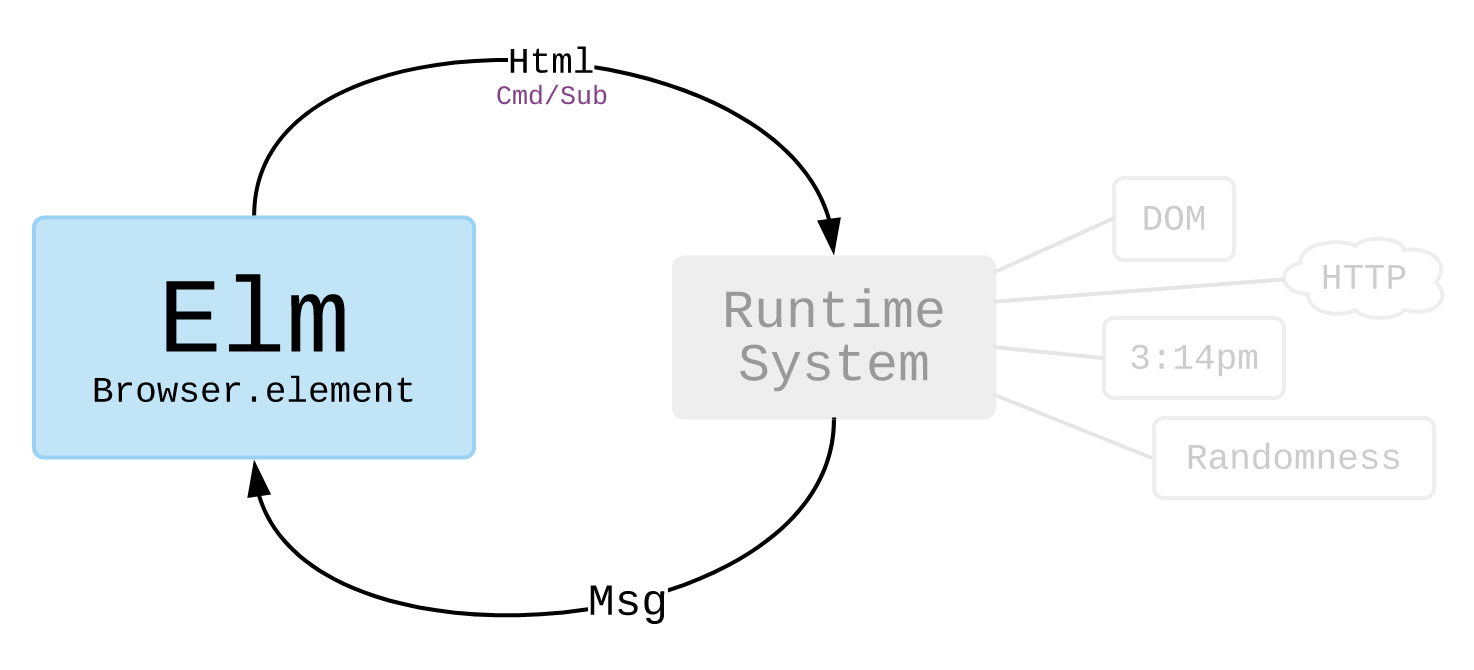 Html
Cmd/Sub
Elm
Browser.element
Runtime
System
DOM
HTTP
3:14pm
Randomness
Msg